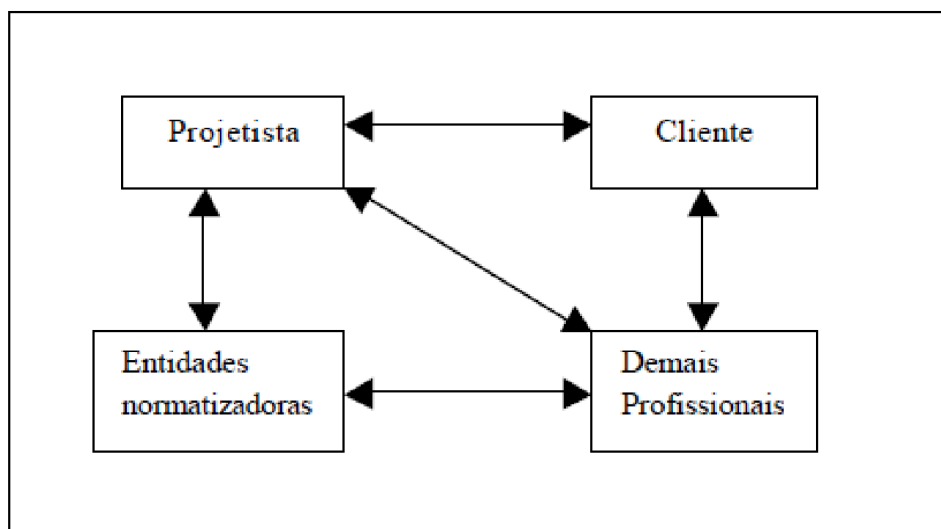 Projetista
Cliente
Entidades
normatizadoras
Demais
Profissionais